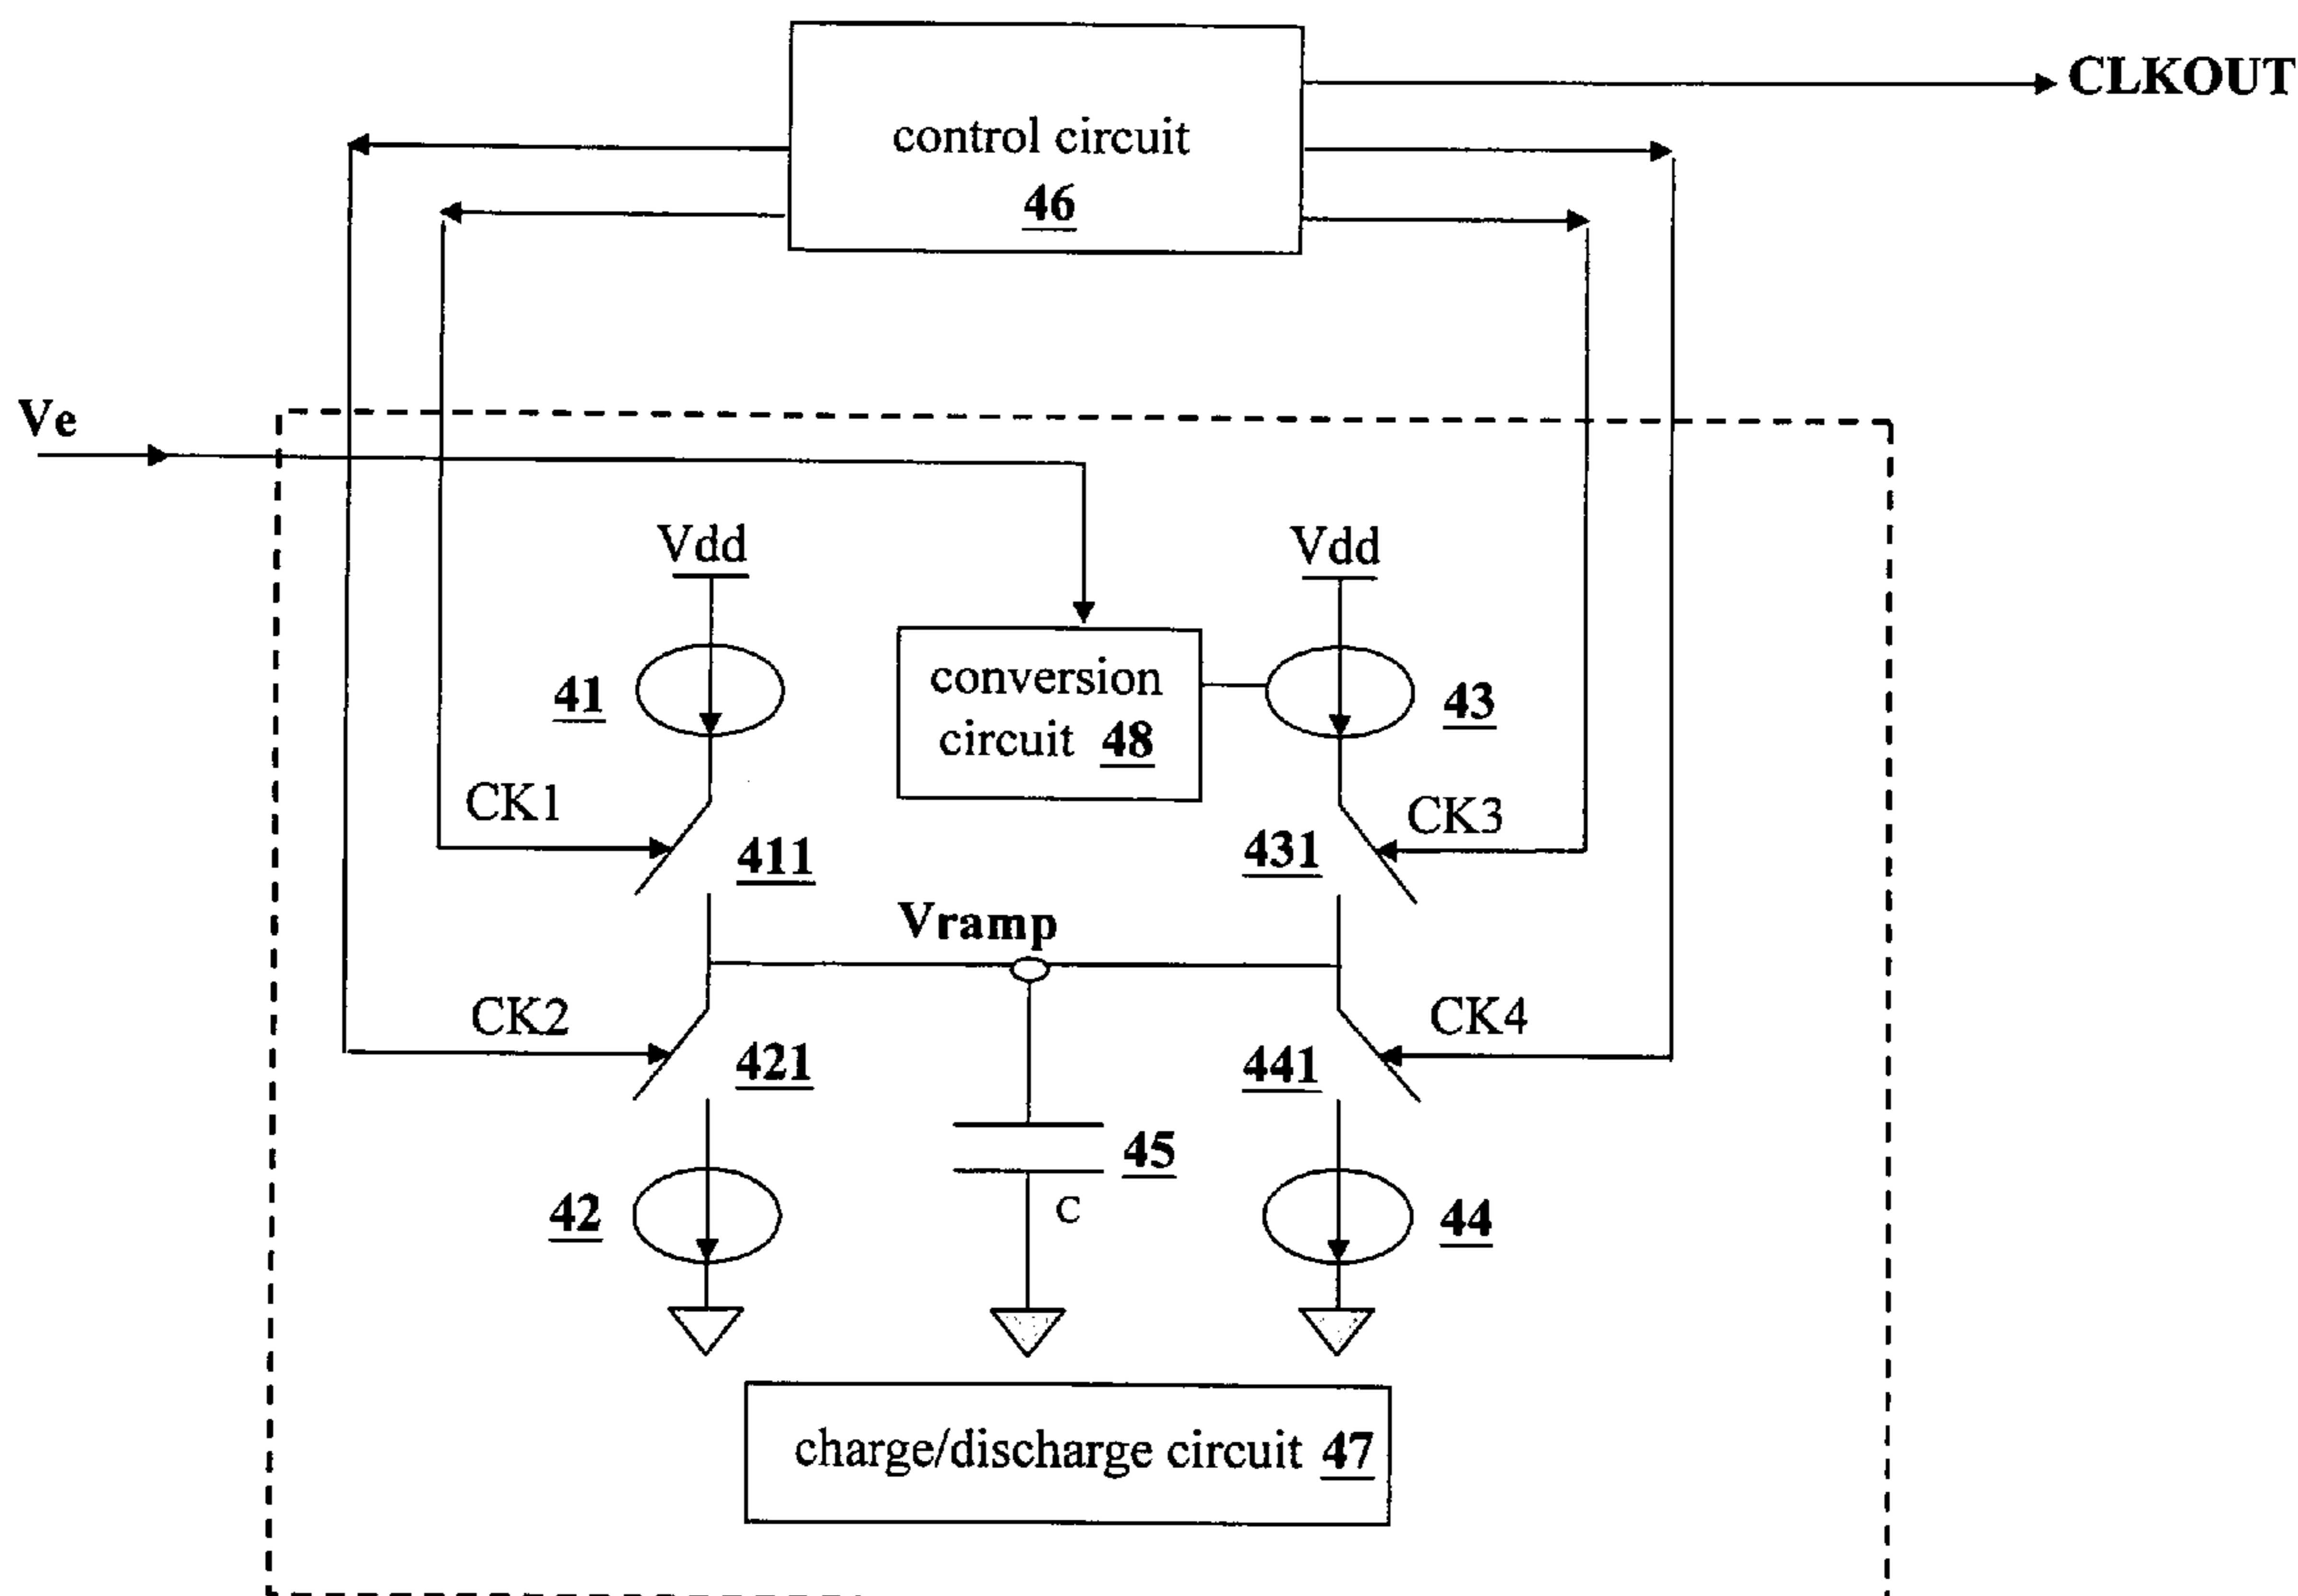 CLKOUT
control circuit
46
Ve
Vdd
Vdd
41
conversion
circuit 48
43
CK1
CK3
411
431
Vramp
CK2
CK4
421
441
45
C
42
44
charge/discharge circuit 47